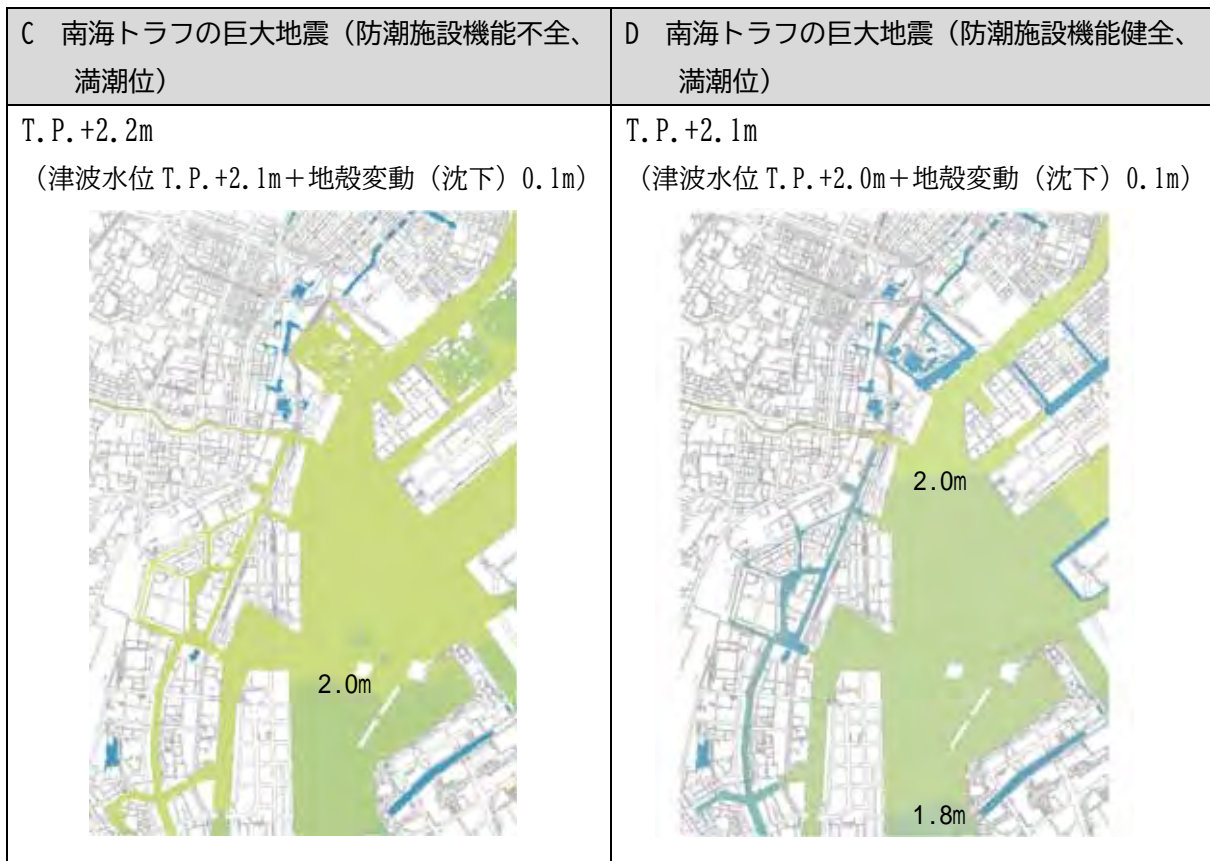 C 南海トラフの巨大地震（防潮施設機能不全、
満潮位）
T.P.+2.2m
（津波水位 T.P.+2.1m＋地殻変動（沈下）0.1m）
2.0m
D 南海トラフの巨大地震（防潮施設機能健全、
満潮位）
T.P.+2.1m
（津波水位 T.P.+2.0m＋地殻変動（沈下）0.1m）
2.0m
1.8m